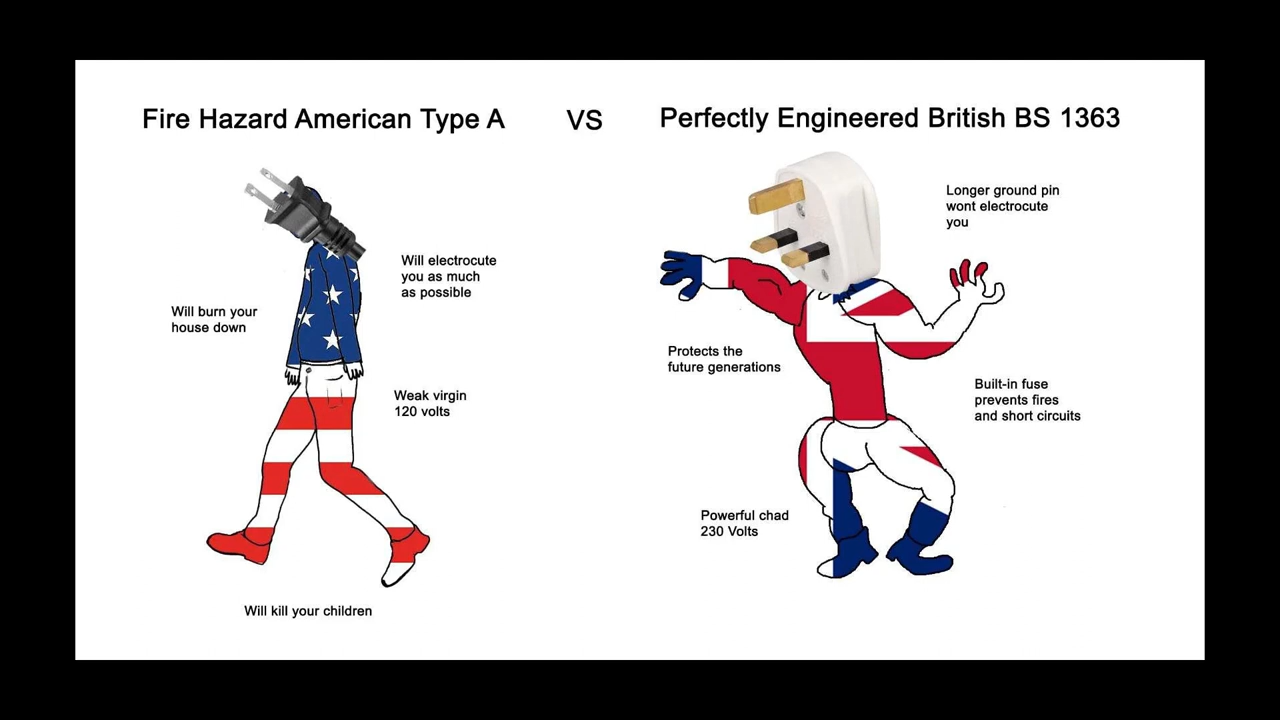 Fire Hazard American Type A
VS
Perfectly Engineered British BS 1363
Will electrocute
you as much
as possible
Will burn your
house down
Weak virgin
120 volts
Will kill your children
Longer ground pin
wont electrocute
you
Protects the
future generations
Built-in fuse
prevents fires
and short circuits
Powerful chad
230 Volts